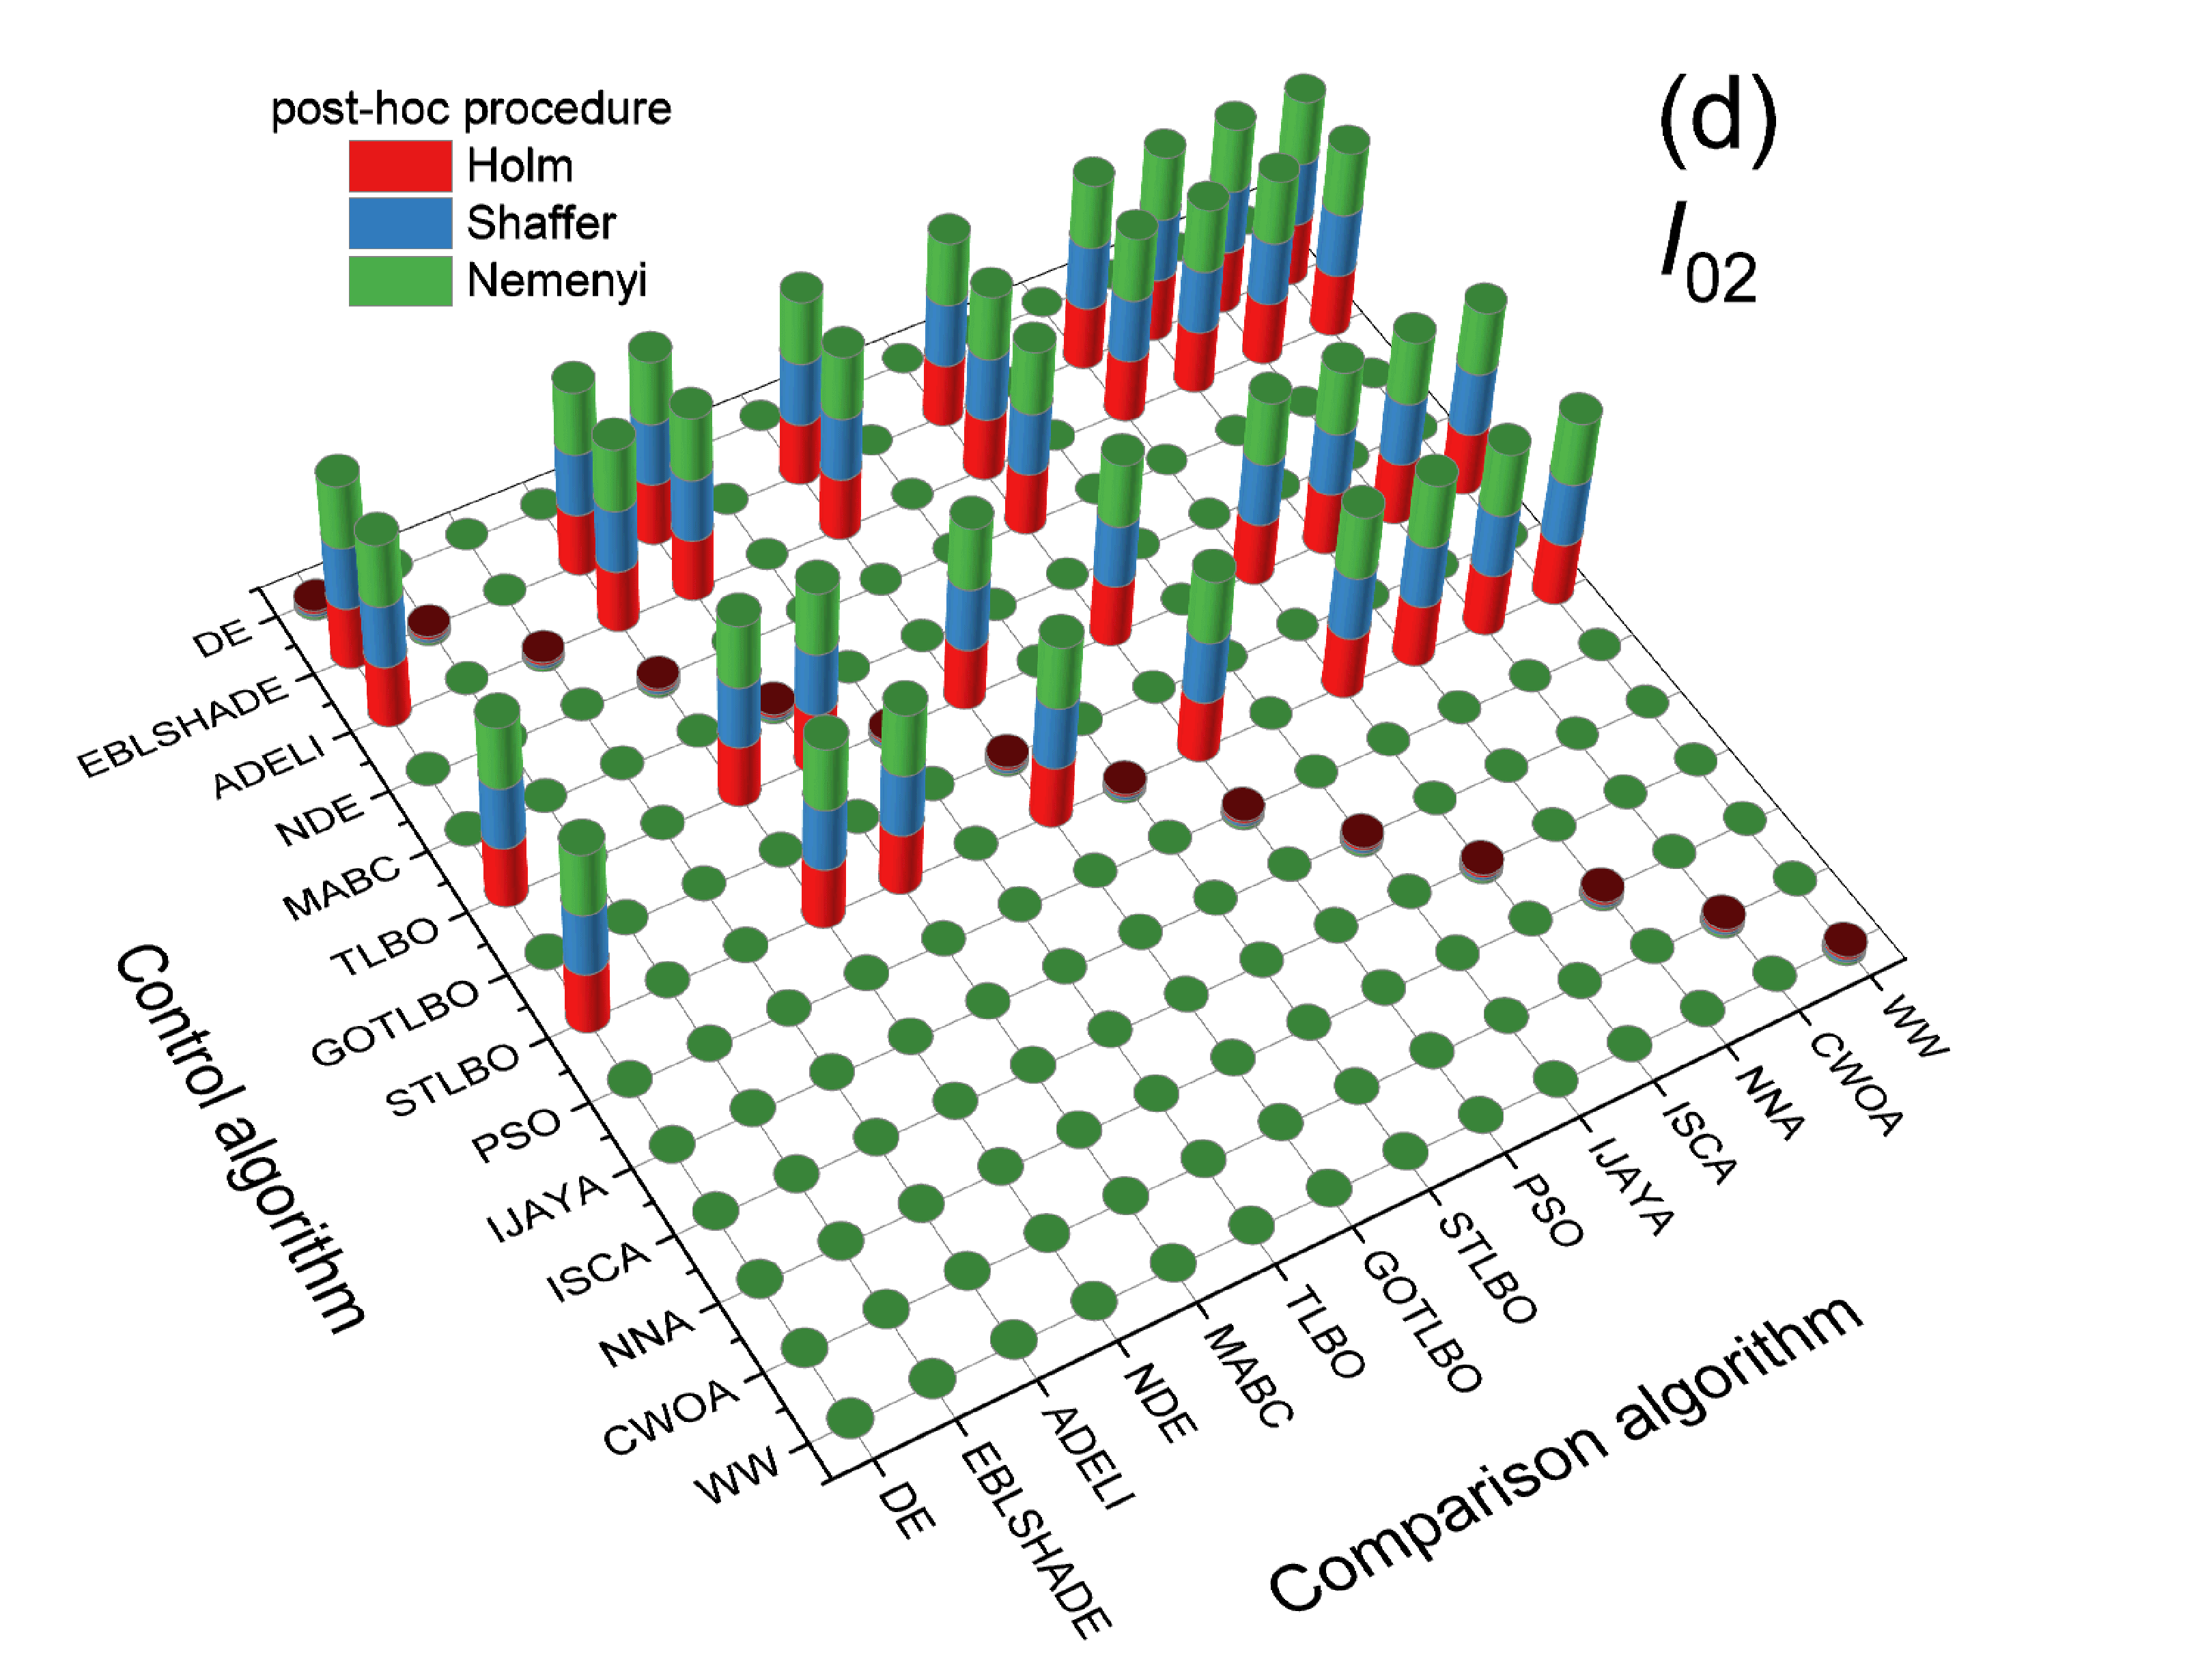 post-hoc procedure
Holm
Shaffer
Nemenyi
(d)
I02
DE
EBLSHADE
ADELI
NDE
MABC
TLBO
GOTLBO
STLBO
PSO
IJAYA
ISCA
NNA
CWOA
WW
Control algorithm
DE
EBLSHADE
ADELI
NDE
MABC
TLBO
GOTLBO
STLBO
PSO
IJAYA
ISCA
NNA
CWOA
WW
Comparison algorithm